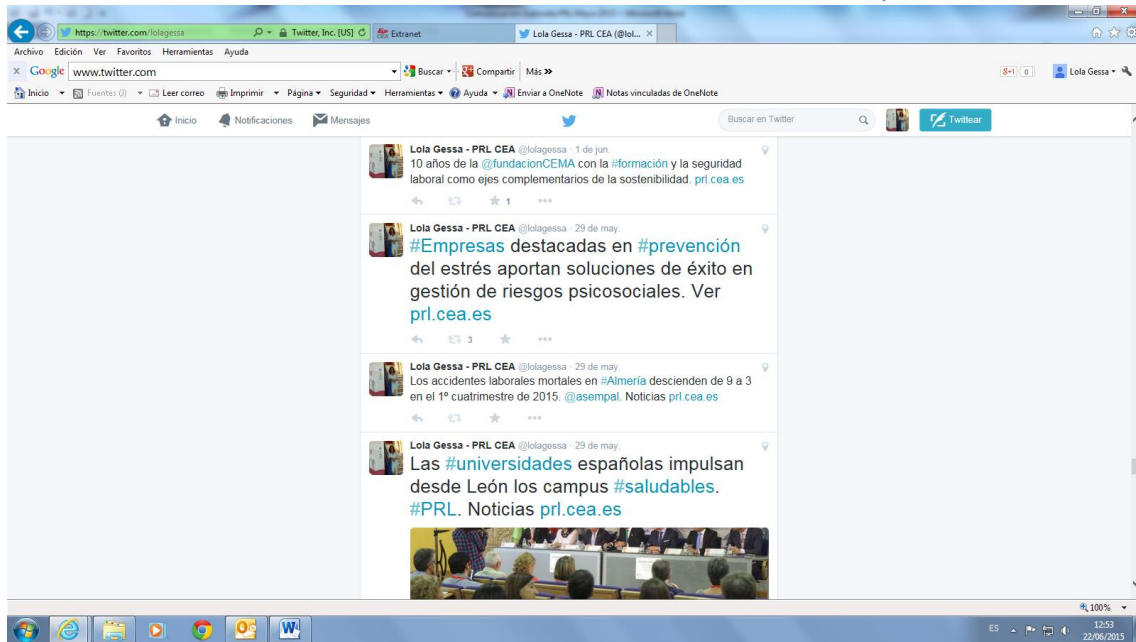 https://twitter.com/lolagessa
Twitter, Inc. [US]
Extranet
Lola Gessa - PRL CEA (@lol...
Archivo Edición Ver Favoritos Herramientas Ayuda
x Google www.twitter.com Buscar Compartir Más »
g+1 0 Lola Gessa
Inicio Fuentes (J) Leer correo Imprimir Página Seguridad Herramientas Ayuda Enviar a OneNote Notas vinculadas de OneNote
Inicio Notificaciones Mensajes Buscar en Twitter Twittear
Lola Gessa - PRL CEA @lolagessa · 1 de jun.
10 años de la @fundacionCEMA con la #formación y la seguridad
laboral como ejes complementarios de la sostenibilidad. prl.cea.es
1
Lola Gessa - PRL CEA @lolagessa · 29 de may.
#Empresas destacadas en #prevención
del estrés aportan soluciones de éxito en
gestión de riesgos psicosociales. Ver
prl.cea.es
3
Lola Gessa - PRL CEA @lolagessa · 29 de may.
Los accidentes laborales mortales en #Almería descienden de 9 a 3
en el 1º cuatrimestre de 2015. @asempal. Noticias prl.cea.es
Lola Gessa - PRL CEA @lolagessa · 29 de may.
Las #universidades españolas impulsan
desde León los campus #saludables.
#PRL. Noticias prl.cea.es
100%
ES 12:53
22/06/2015